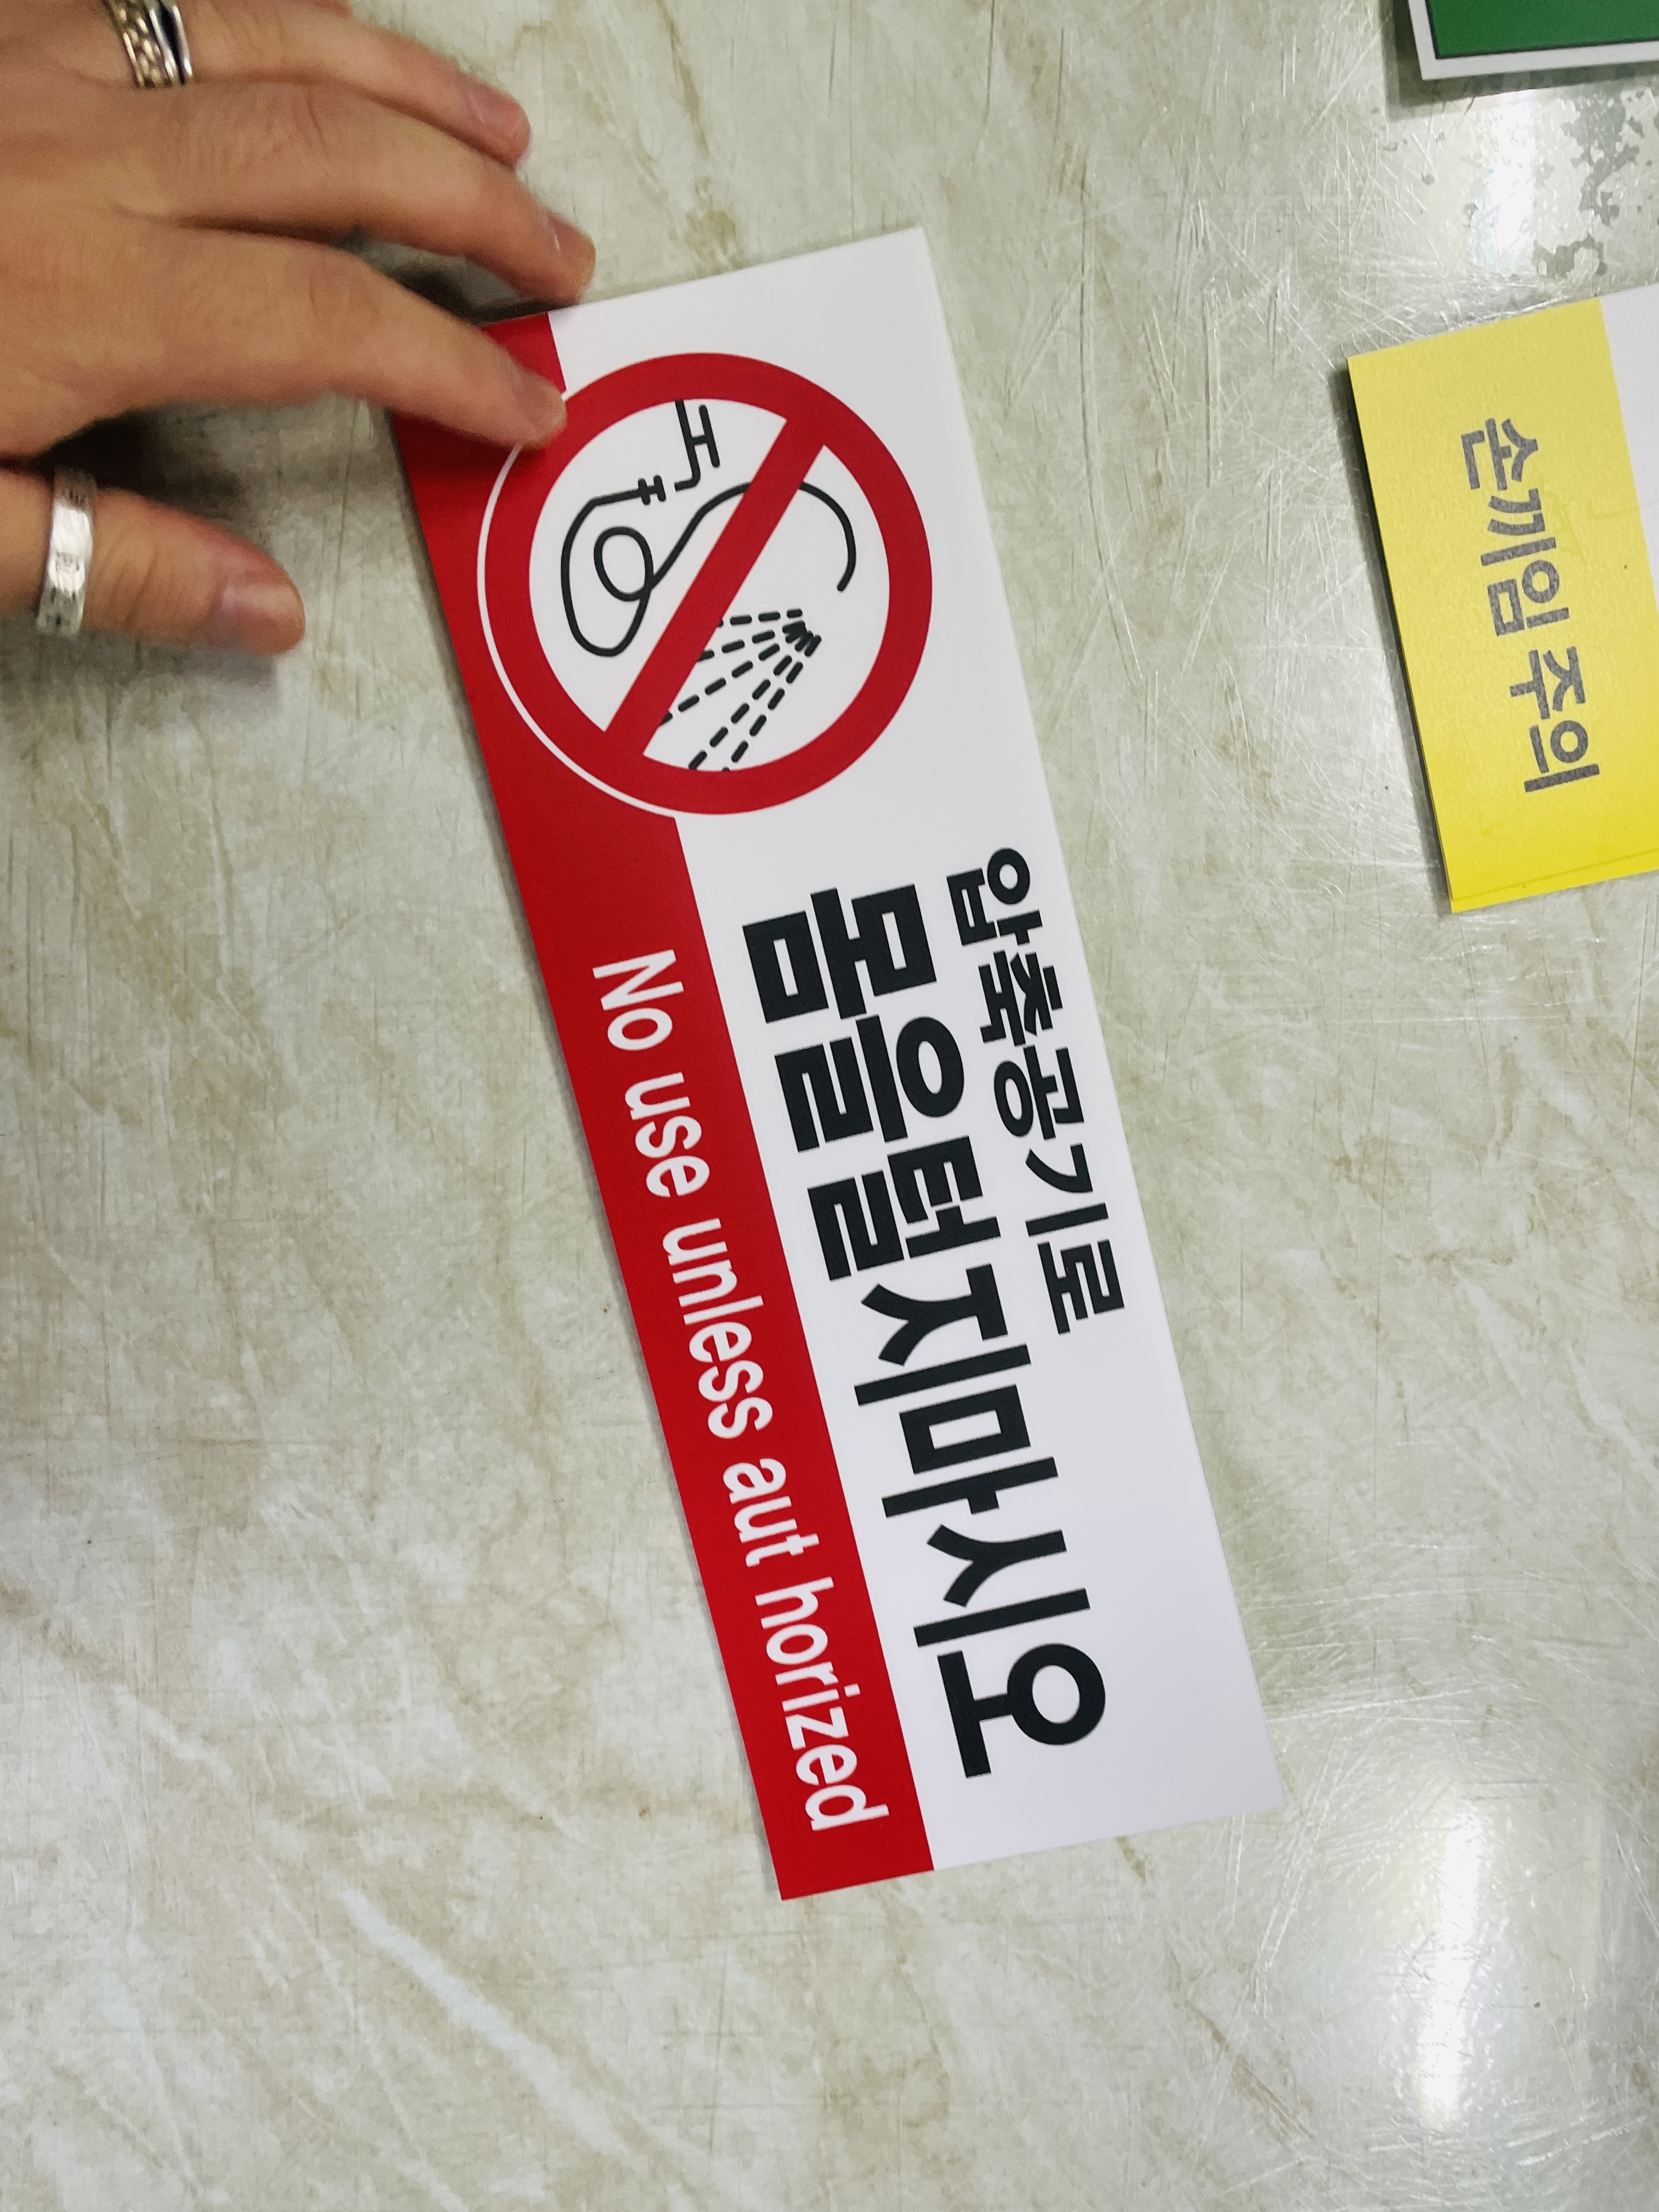 압축공기로
몸을털지마시오
No use unless aut horized
손끼임 주의